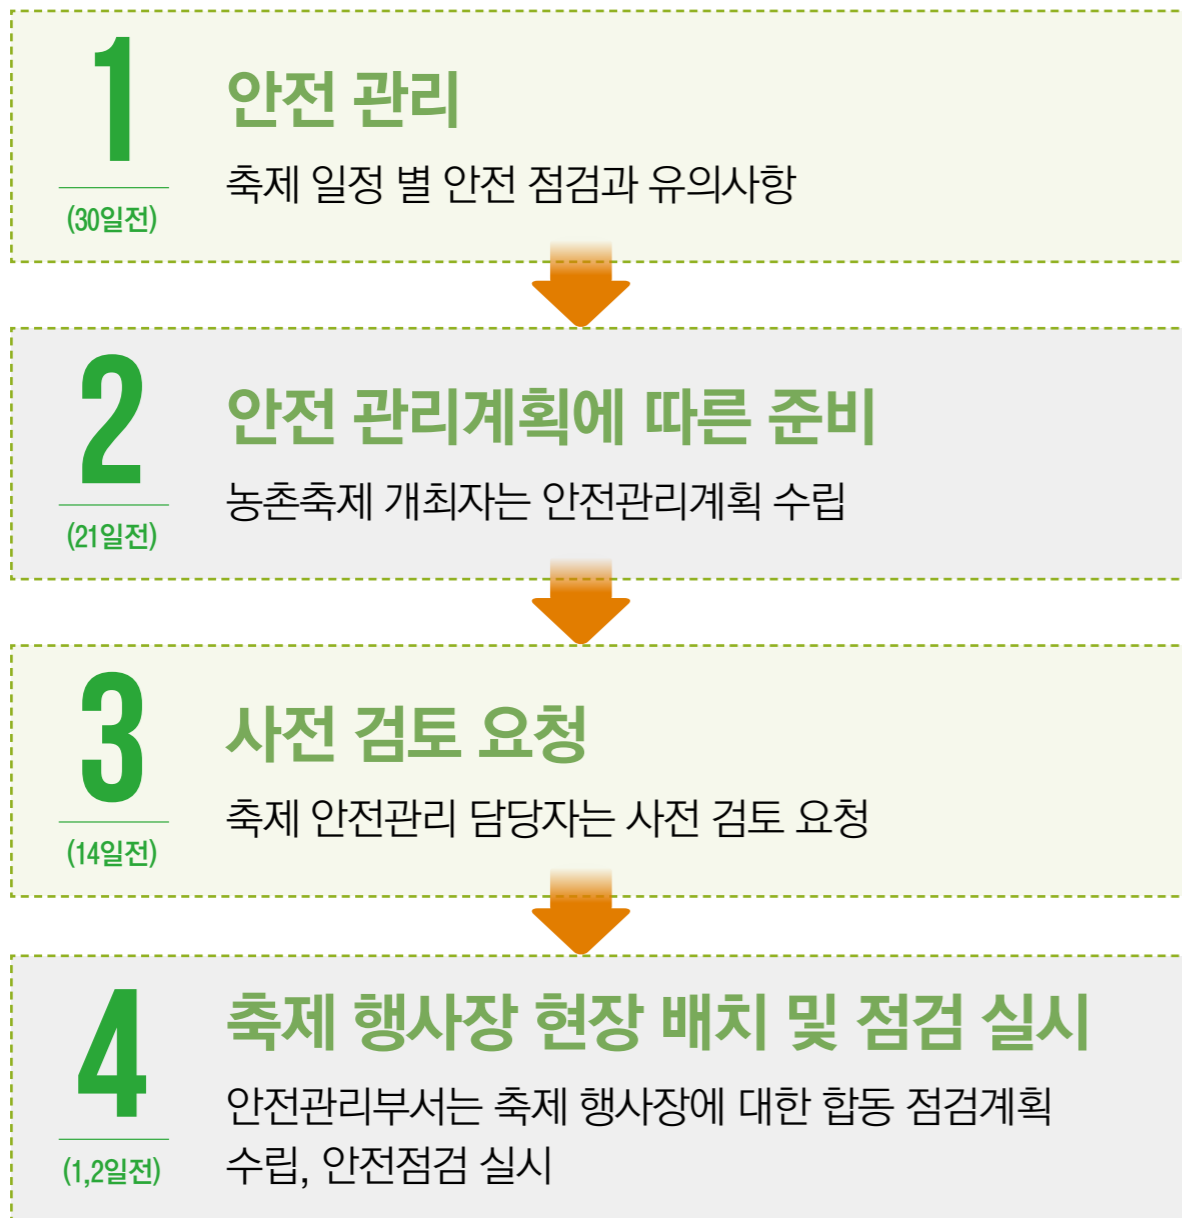 1
(30일전)
안전 관리
축제 일정 별 안전 점검과 유의사항
2
(21일전)
안전 관리계획에 따른 준비
농촌축제 개최자는 안전관리계획 수립
3
(14일전)
사전 검토 요청
축제 안전관리 담당자는 사전 검토 요청
4
(1,2일전)
축제 행사장 현장 배치 및 점검 실시
안전관리부서는 축제 행사장에 대한 합동 점검계획
수립, 안전점검 실시